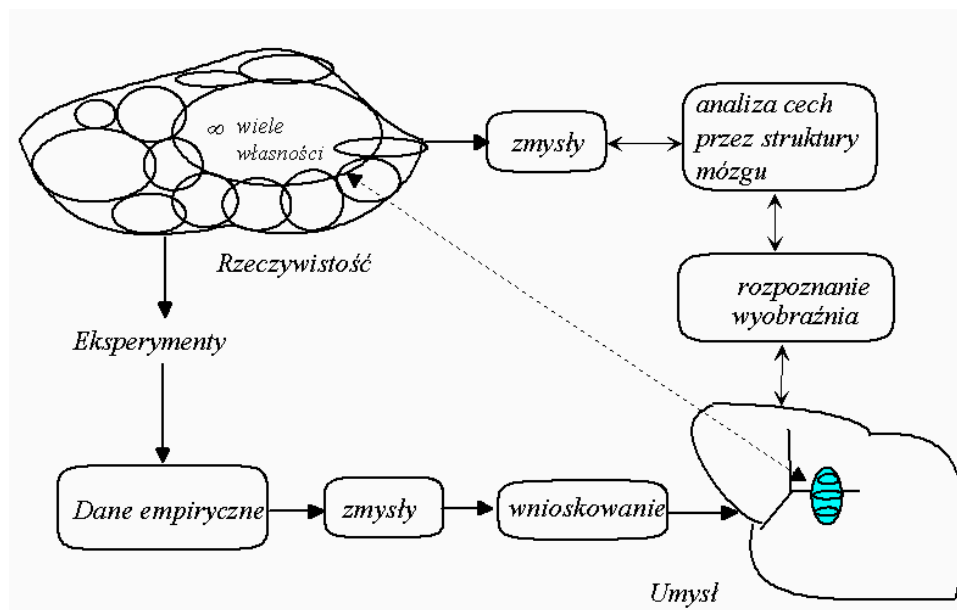 ∞ wiele
własności
zmysły
analiza cech
przez struktury
mózgu
Rzeczywistość
rozpoznanie
wyobraźnia
Eksperymenty
Dane empiryczne
zmysły
wnioskowanie
Umysł